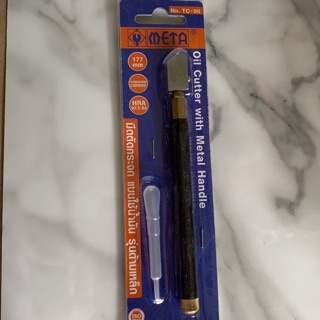 No. TC-90
META
177
mm
HRA
Oil Cutter with Metal Handle
มีดตัดกระจก แบบใช้น้ำมัน รุ่นด้ามเหล็ก